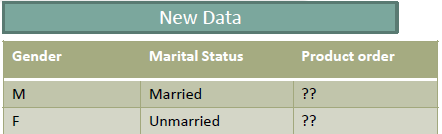 New Data
Gender Marital Status Product order
M Married ??
F Unmarried ??